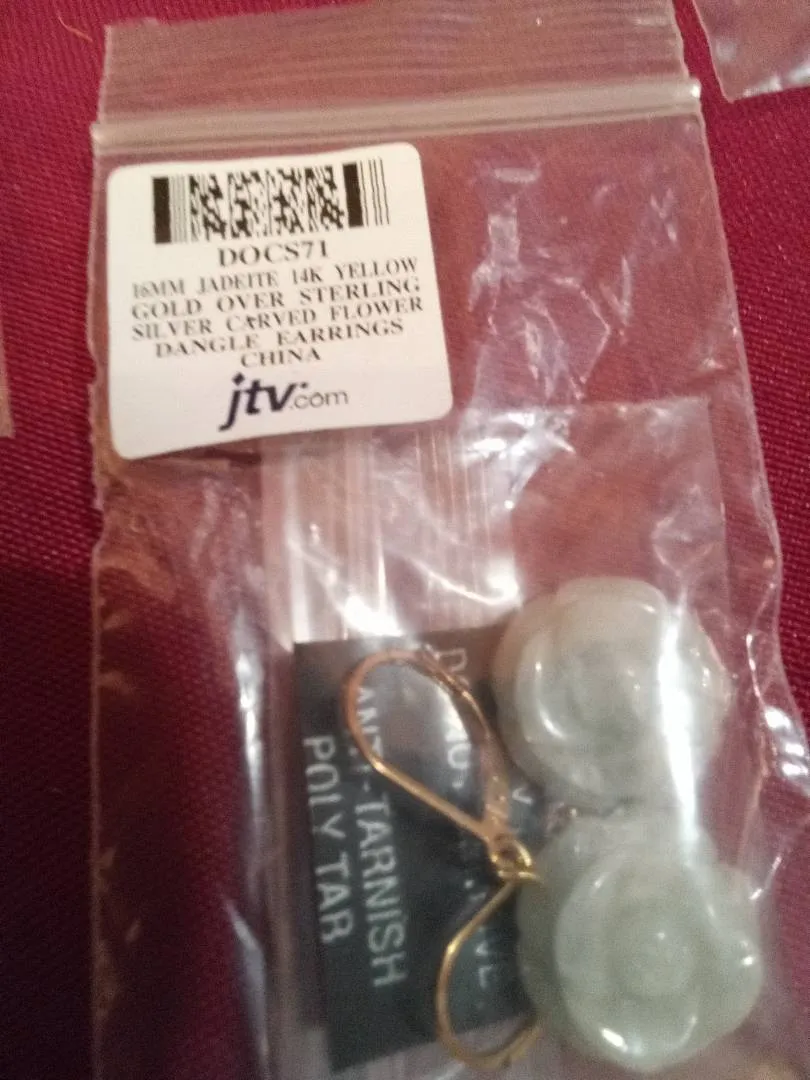 DOCS71
16MM JADEITE 14K YELLOW
GOLD OVER STERLING
SILVER CARVED FLOWER
DANGLE EARRINGS
CHINA
jtv.com
ANTI-TARNISH
POLY TAB